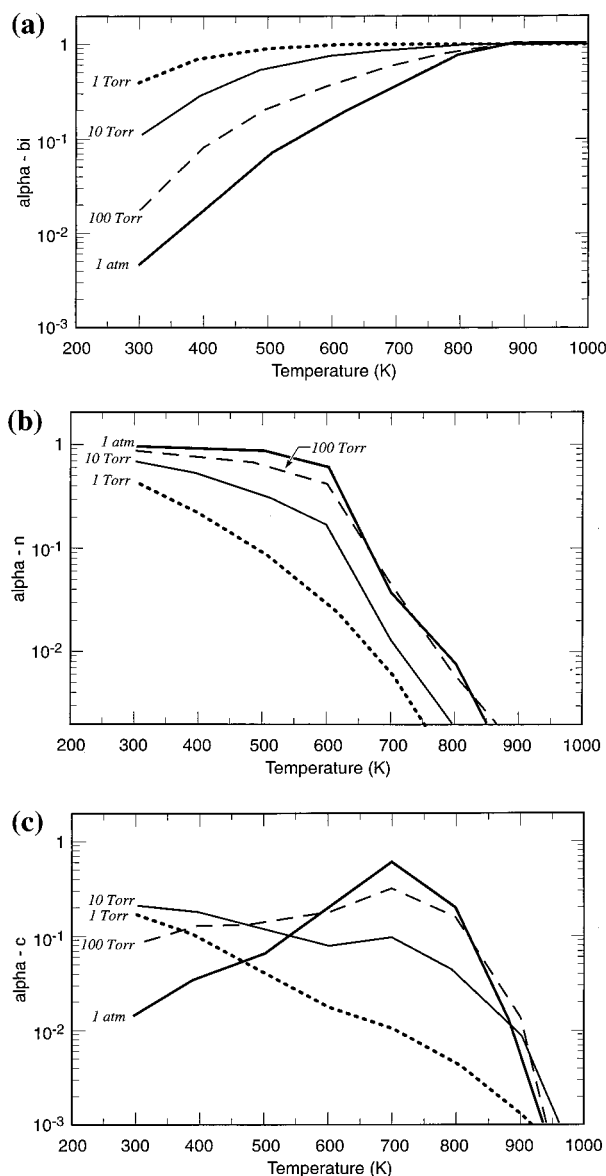 (a)
1
1 Torr
10 Torr
10-1
100 Torr
10-2
1 atm
10-3
alpha - bi
200 300 400 500 600 700 800 900 1000
Temperature (K)
(b)
1
1 atm
100 Torr
10 Torr
1 Torr
10-1
10-2
alpha - n
200 300 400 500 600 700 800 900 1000
Temperature (K)
(c)
1
10 Torr
1 Torr
10-1
100 Torr
1 atm
10-2
10-3
alpha - c
200 300 400 500 600 700 800 900 1000
Temperature (K)